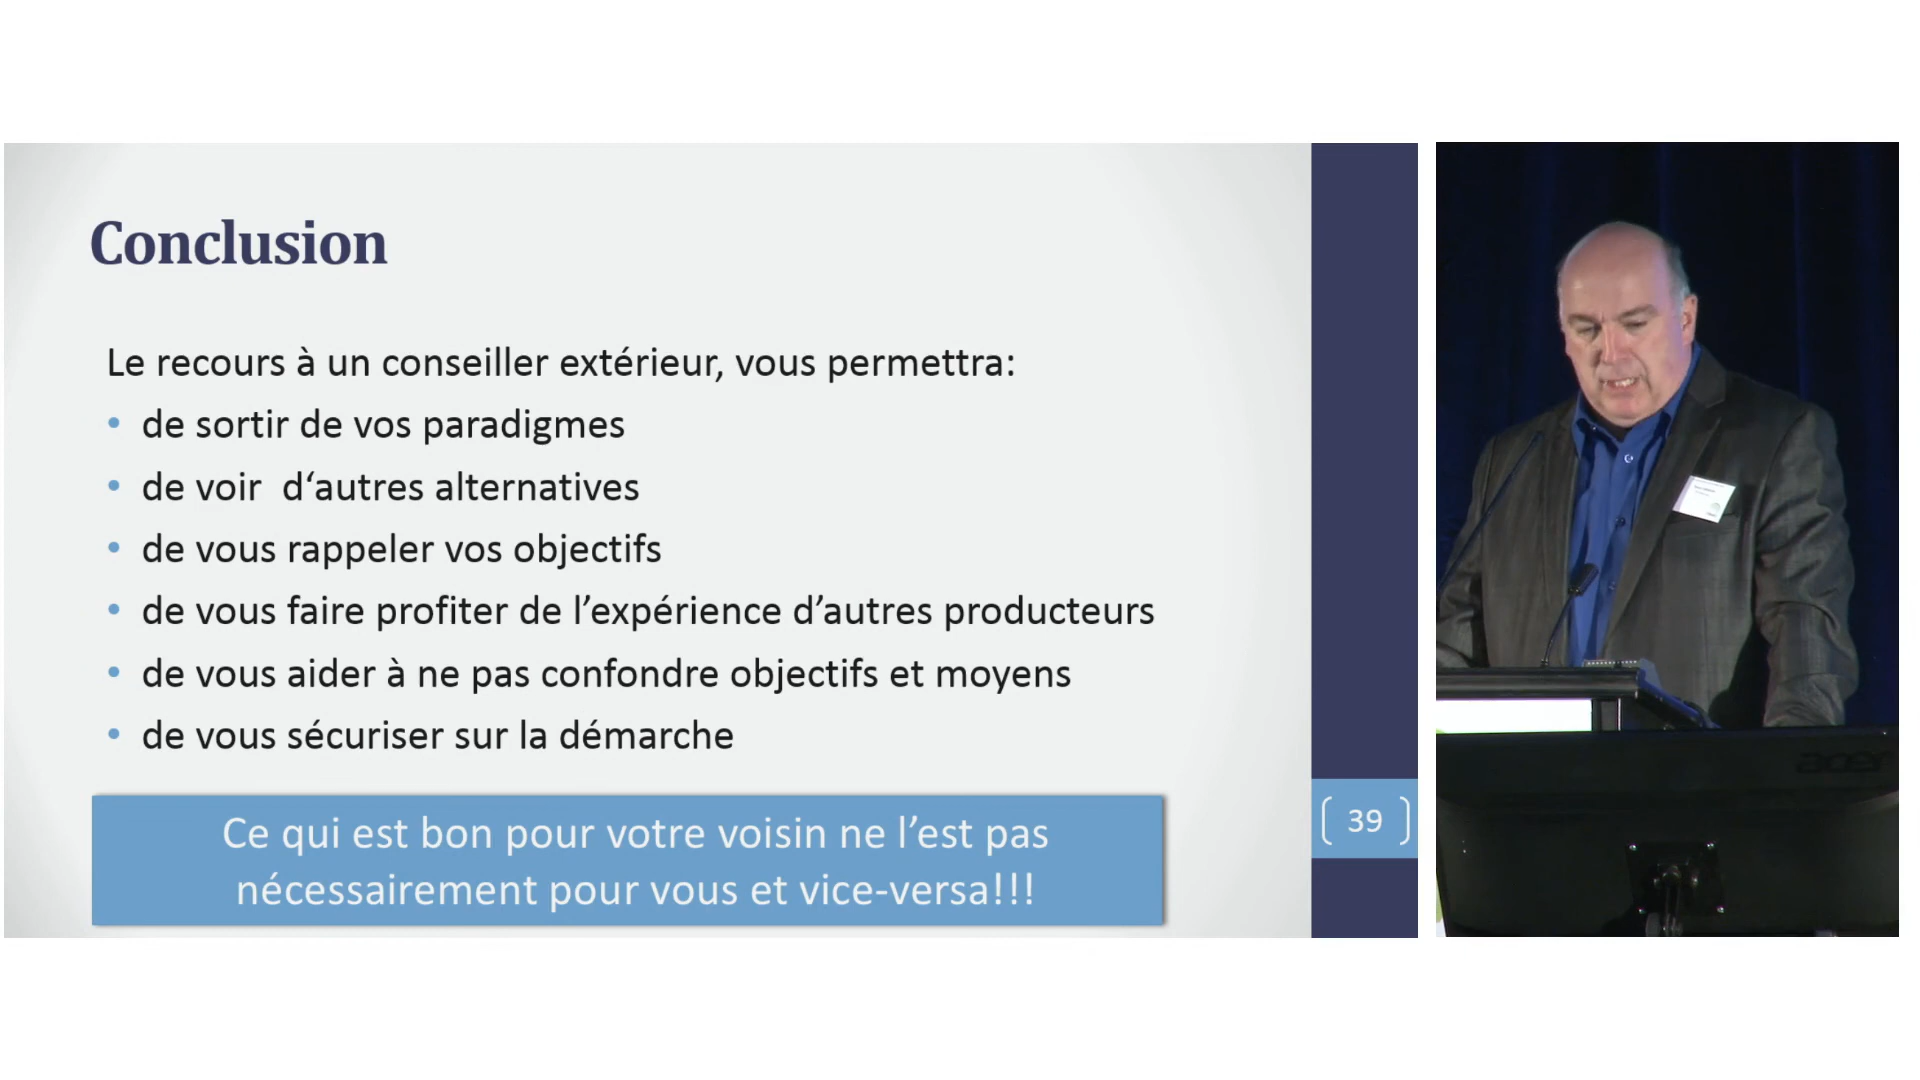 Conclusion
Le recours à un conseiller extérieur, vous permettra:
• de sortir de vos paradigmes
• de voir  d‘autres alternatives
• de vous rappeler vos objectifs
• de vous faire profiter de l’expérience d’autres producteurs
• de vous aider à ne pas confondre objectifs et moyens
• de vous sécuriser sur la démarche
Ce qui est bon pour votre voisin ne l’est pas
nécessairement pour vous et vice-versa!!!
39
acer